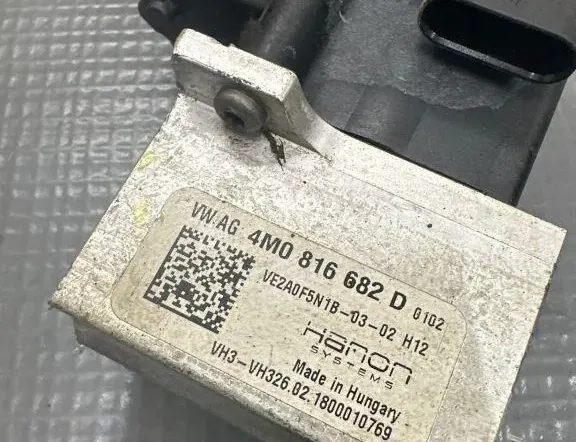 VW AG 4M0 816 682 D 0102
VE2A0F5N1B-03-02 H12
Hanon
SYSTEMS
Made in Hungary
VH3-VH326.02.1800010769